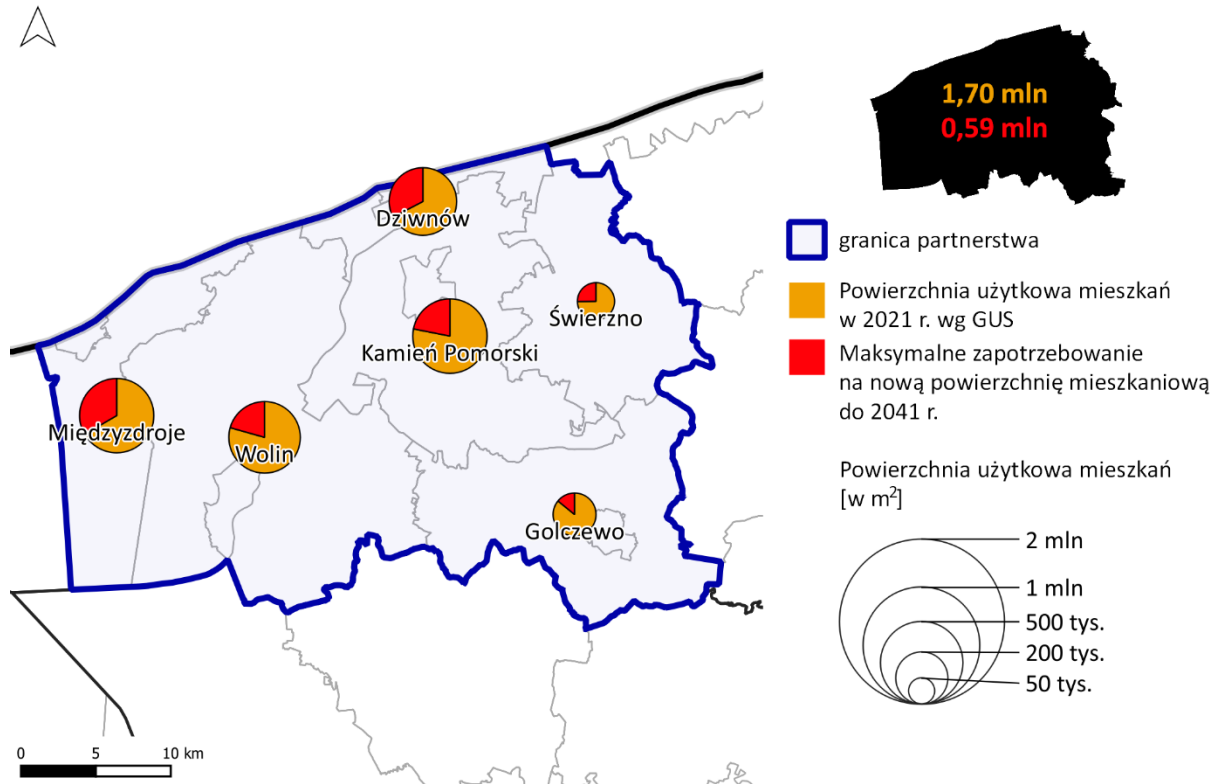 1,70 mln
0,59 mln
Dziwnów
Świerzno
Kamień Pomorski
Międzyzdroje
Wolin
Golczewo
granica partnerstwa
Powierzchnia użytkowa mieszkań
w 2021 r. wg GUS
Maksymalne zapotrzebowanie
na nową powierzchnię mieszkaniową
do 2041 r.
Powierzchnia użytkowa mieszkań
[w m²]
2 mln
1 mln
500 tys.
200 tys.
50 tys.
0 5 10 km